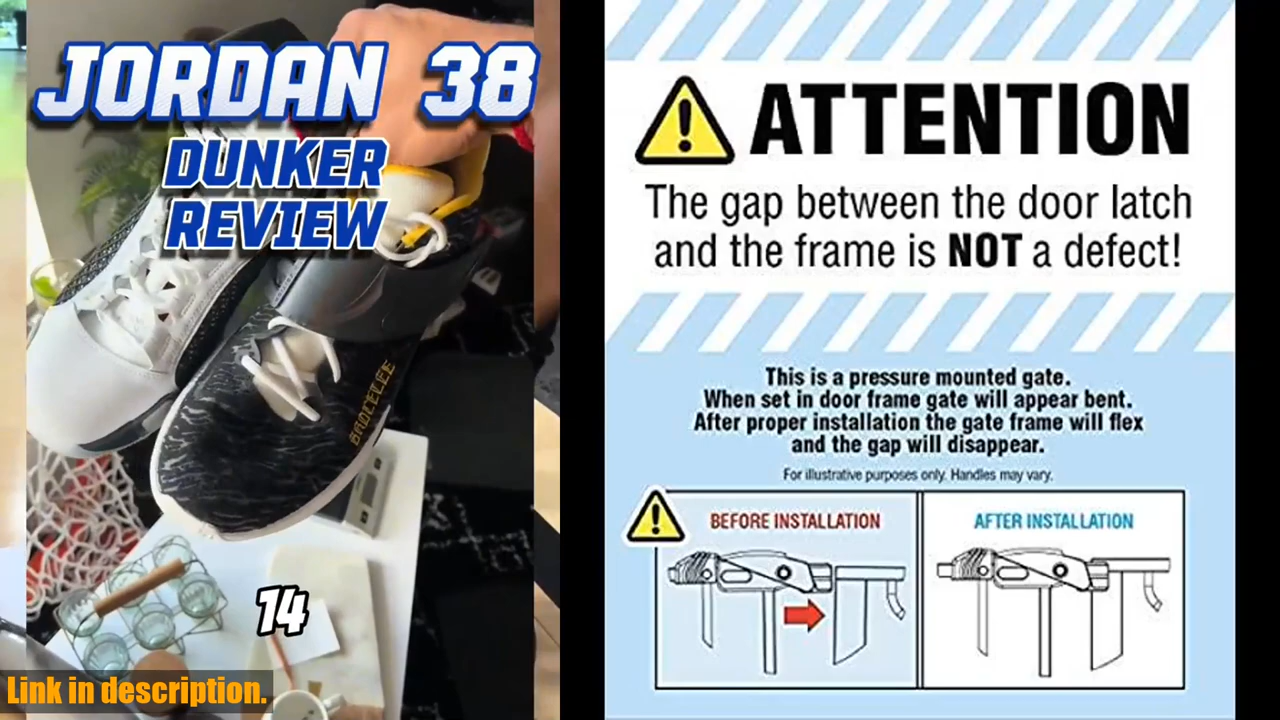 JORDAN 38
DUNKER
REVIEW
14
Link in description.
ATTENTION
The gap between the door latch
and the frame is NOT a defect!
This is a pressure mounted gate.
When set in door frame gate will appear bent.
After proper installation the gate frame will flex
and the gap will disappear.
For illustrative purposes only. Handles may vary.
BEFORE INSTALLATION
AFTER INSTALLATION